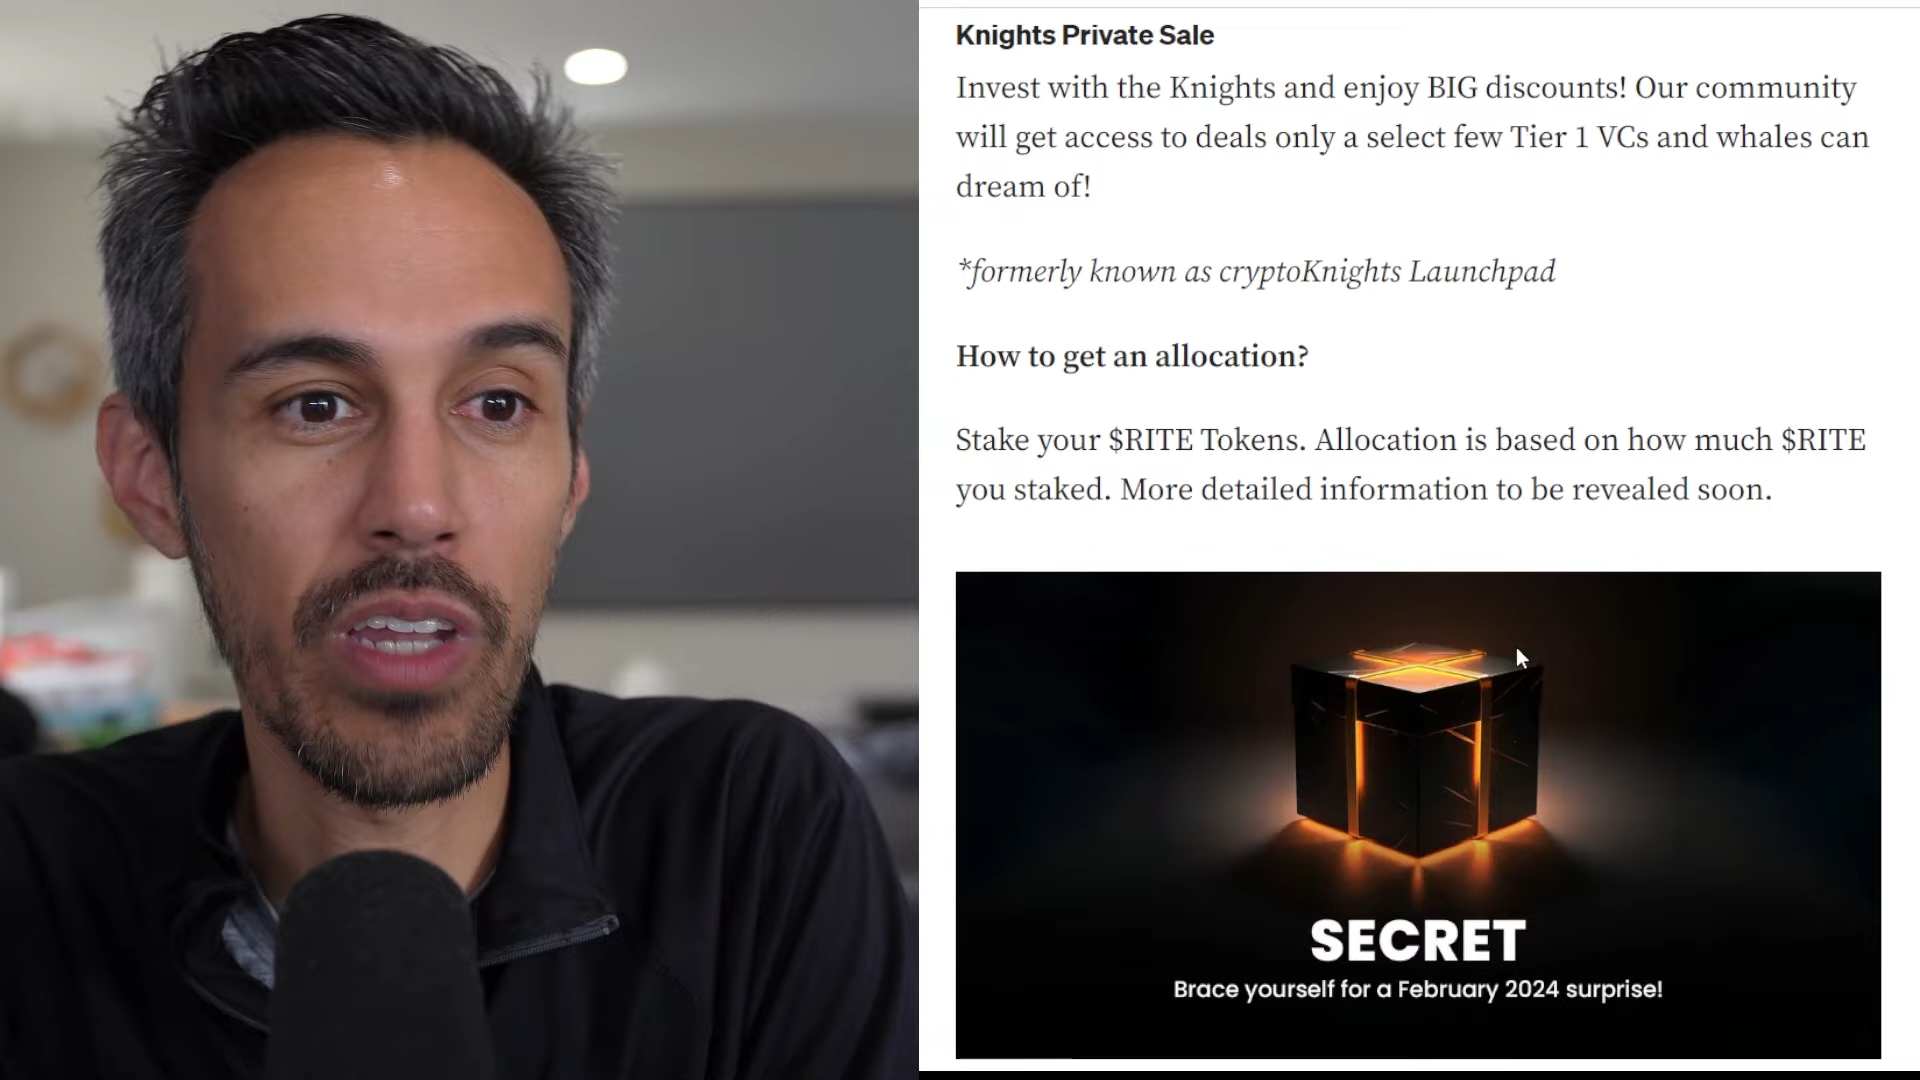 Knights Private Sale
Invest with the Knights and enjoy BIG discounts! Our community
will get access to deals only a select few Tier 1 VCs and whales can
dream of!
*formerly known as cryptoKnights Launchpad
How to get an allocation?
Stake your $RITE Tokens. Allocation is based on how much $RITE
you staked. More detailed information to be revealed soon.
SECRET
Brace yourself for a February 2024 surprise!